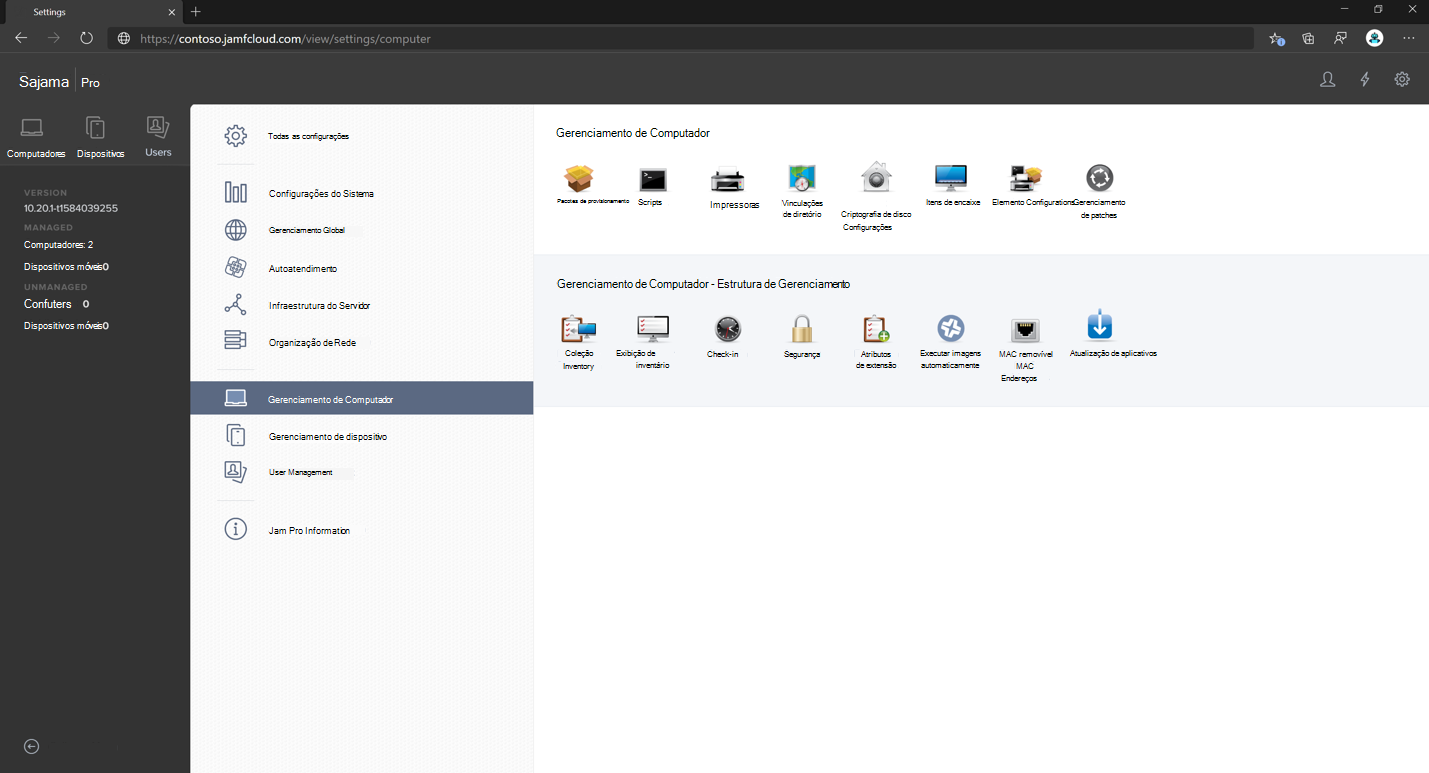 Settings
https://contoso.jamfcloud.com/view/settings/computer
Sajama Pro
Computadores
Dispositivos
Users
VERSION
10.20.1-t1584039255
MANAGED
Computadores: 2
Dispositivos móveis0
UNMANAGED
Confuters 0
Dispositivos móveis0
Todas as configurações
Configurações do Sistema
Gerenciamento Global
Autoatendimento
Infraestrutura do Servidor
Organização de Rede
Gerenciamento de Computador
Gerenciamento de dispositivo
User Management
Jam Pro Information
Gerenciamento de Computador
Pacotes de provisionamento
Scripts
Impressoras
Vinculações
de diretório
Criptografia de disco
Configurações
Itens de encaixe
Elemento Configurations
Gerenciamento
de patches
Gerenciamento de Computador - Estrutura de Gerenciamento
Coleção
Inventory
Exibição de
inventário
Check-in
Segurança
Atributos
de extensão
Executar imagens
automaticamente
MAC removível
MAC
Endereços
Atualização de aplicativos